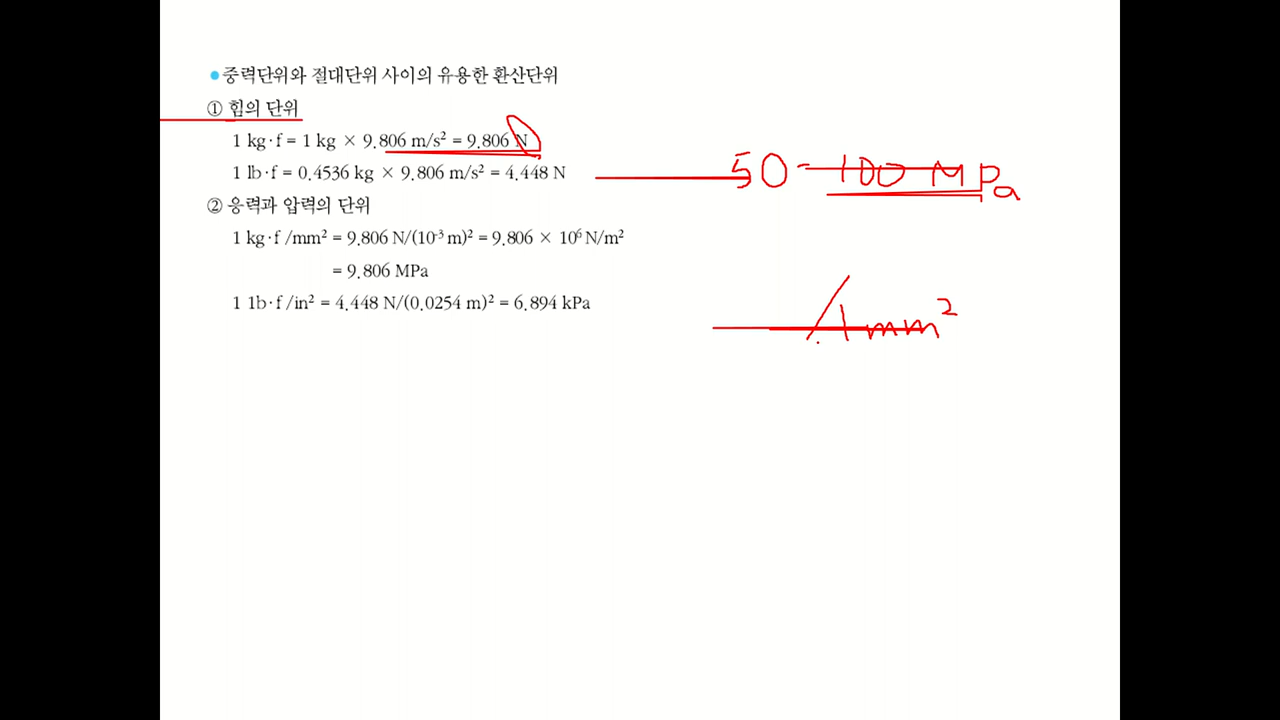 ●중력단위와 절대단위 사이의 유용한 환산단위
① 힘의 단위
1 kg·f = 1 kg × 9.806 m/s² = 9.806 N
1 lb·f = 0.4536 kg × 9.806 m/s² = 4.448 N
50-100 MPa
② 응력과 압력의 단위
1 kg·f /mm² = 9.806 N/(10⁻³ m)² = 9.806 × 10⁶ N/m²
= 9.806 MPa
1 1b·f /in² = 4.448 N/(0.0254 m)² = 6.894 kPa
/1mm²